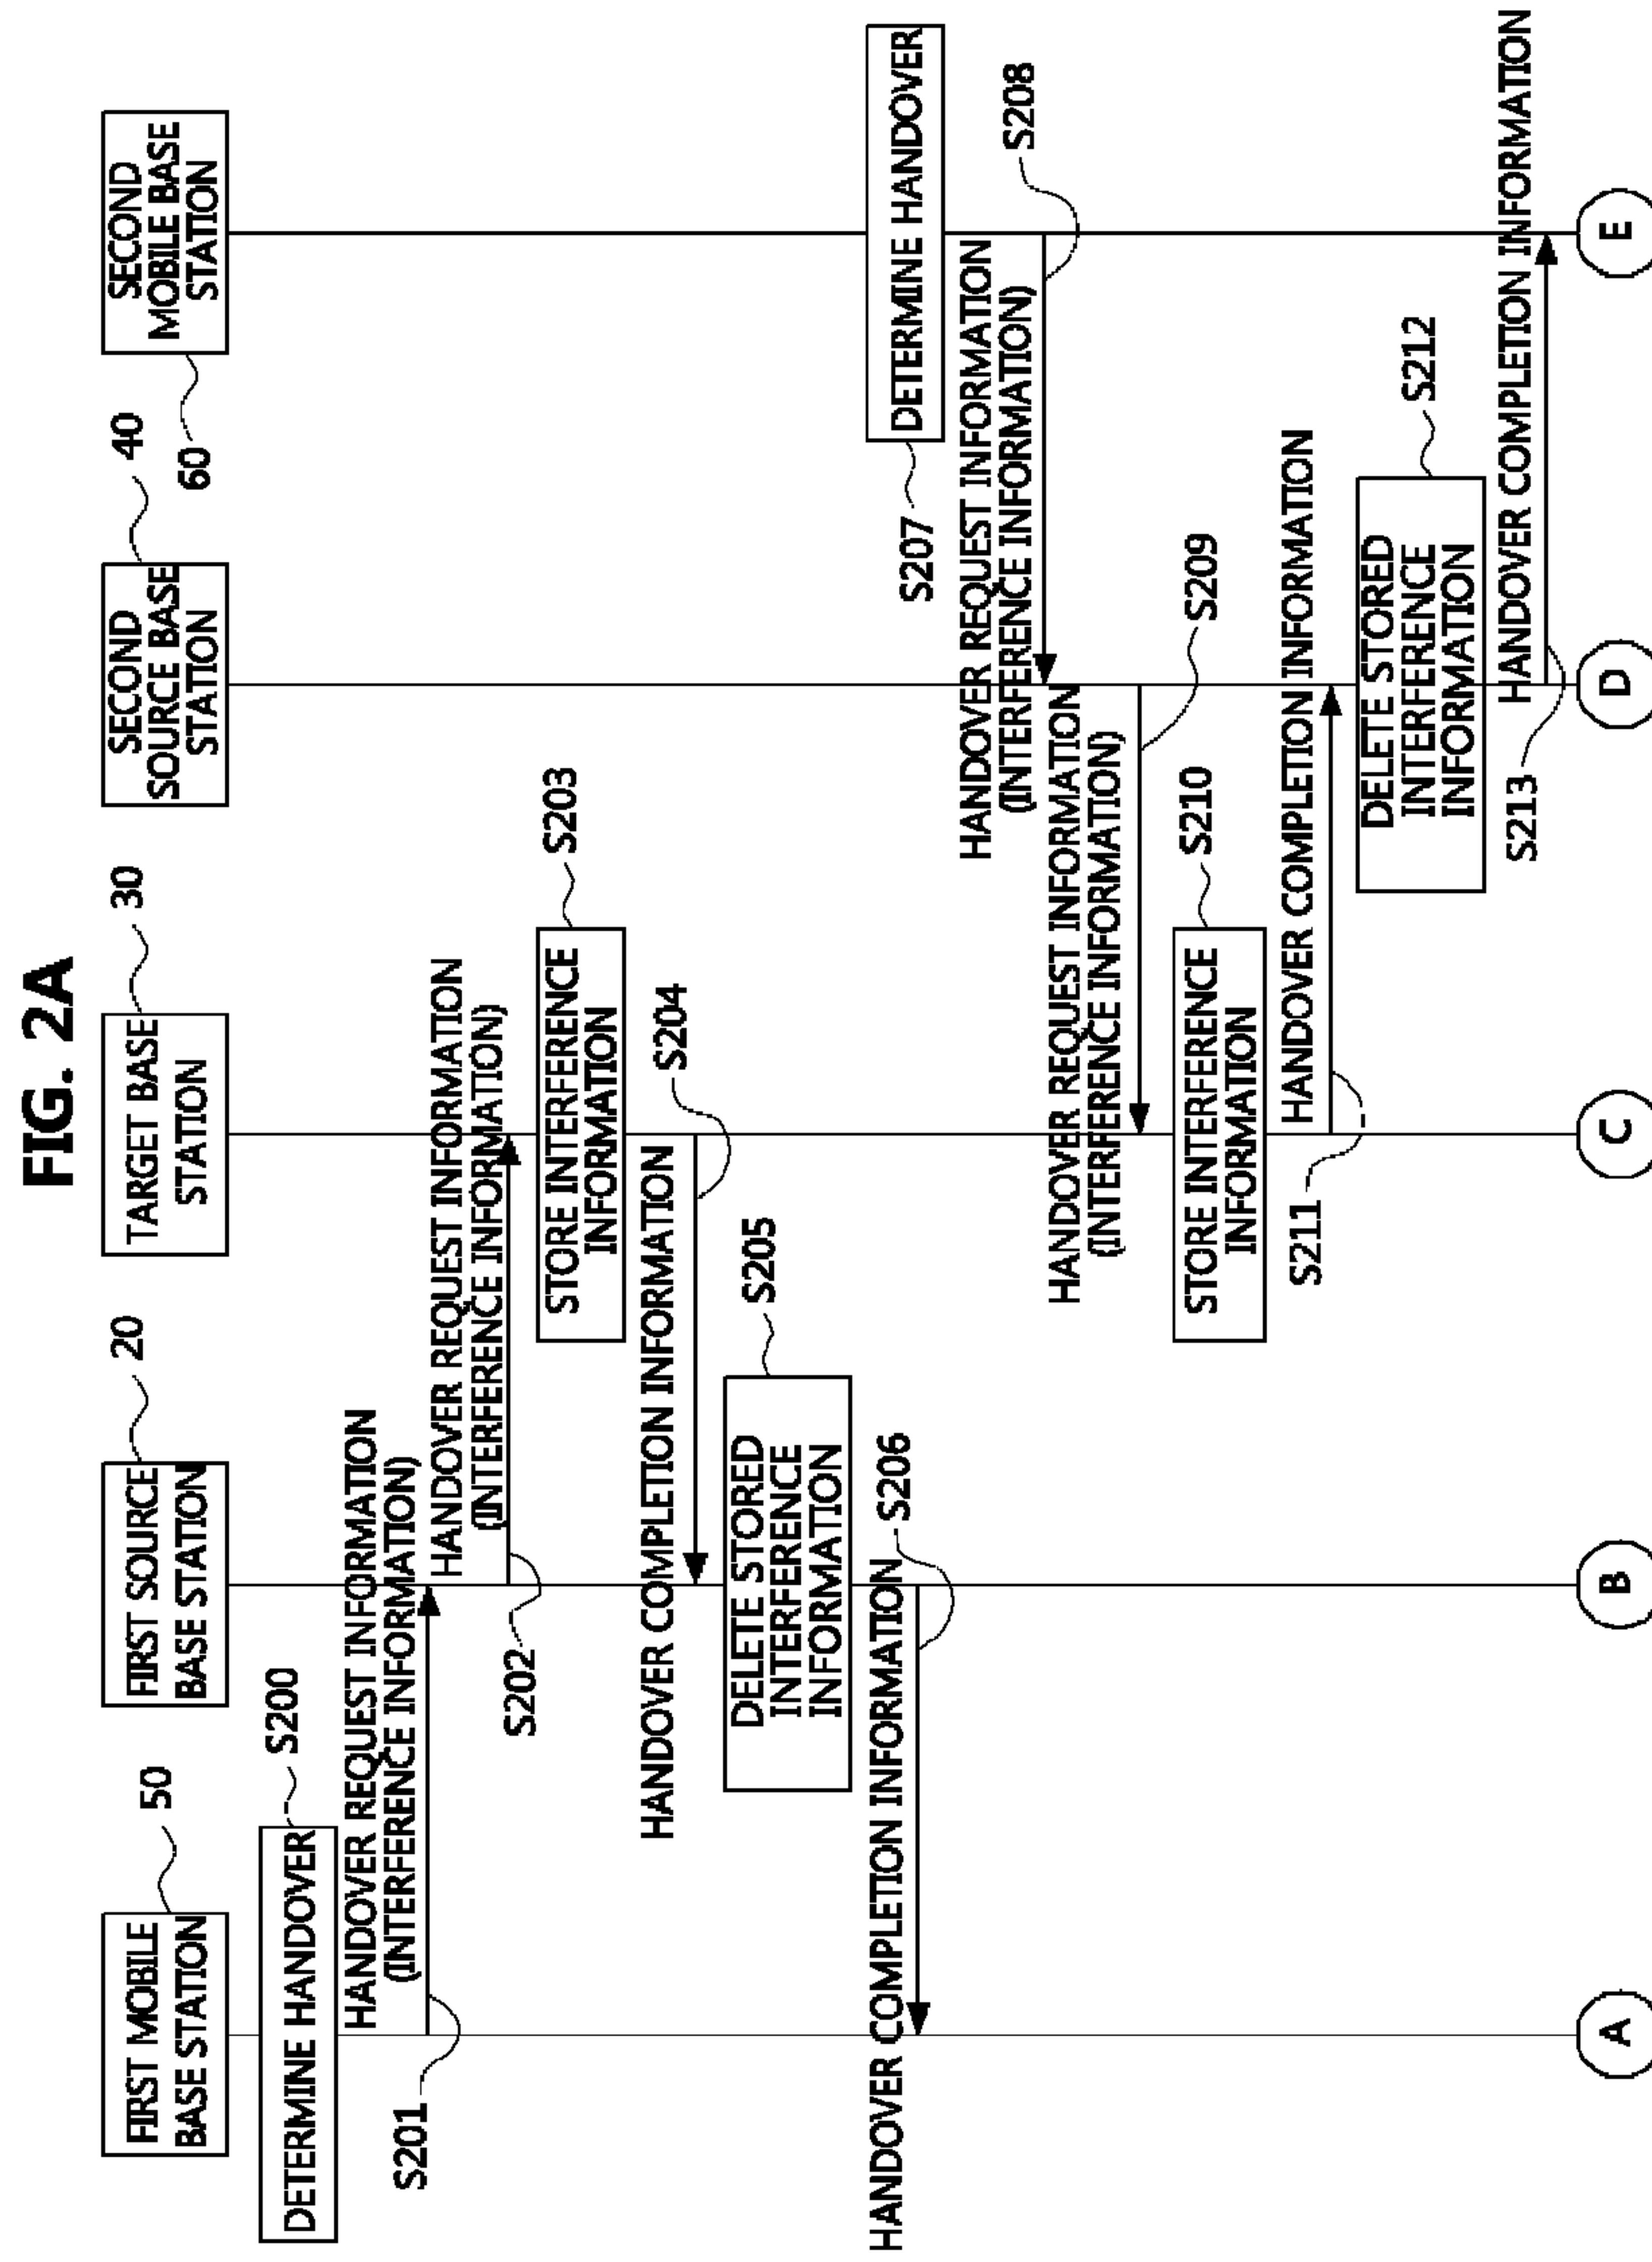 FIG. 2A
FIRST MOBILE
BASE STATION
50
FIRST SOURCE
BASE STATION
20
TARGET BASE
STATION
30
SECOND
SOURCE BASE
STATION
40
SECOND
MOBILE BASE
STATION
60
DETERMINE HANDOVER
S200
HANDOVER REQUEST INFORMATION
(INTERFERENCE INFORMATION)
S201
HANDOVER REQUEST INFORMATION
(INTERFERENCE INFORMATION)
S202
STORE INTERFERENCE
INFORMATION
S203
HANDOVER COMPLETION INFORMATION
S204
DELETE STORED
INTERFERENCE
INFORMATION
S205
HANDOVER COMPLETION INFORMATION
S206
DETERMINE HANDOVER
S207
HANDOVER REQUEST INFORMATION
(INTERFERENCE INFORMATION)
S208
HANDOVER REQUEST INFORMATION
(INTERFERENCE INFORMATION)
S209
STORE INTERFERENCE
INFORMATION
S210
HANDOVER COMPLETION INFORMATION
S211
DELETE STORED
INTERFERENCE
INFORMATION
S212
HANDOVER COMPLETION INFORMATION
S213
A
B
C
D
E